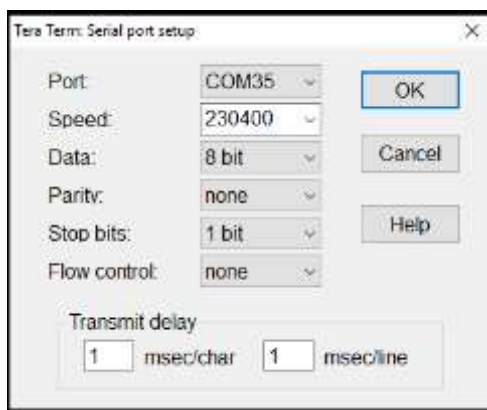 Tera Term: Serial port setup
Port: COM35 OK
Speed: 230400
Data: 8 bit Cancel
Parity: none
Stop bits: 1 bit Help
Flow control: none
Transmit delay
1 msec/char 1 msec/line